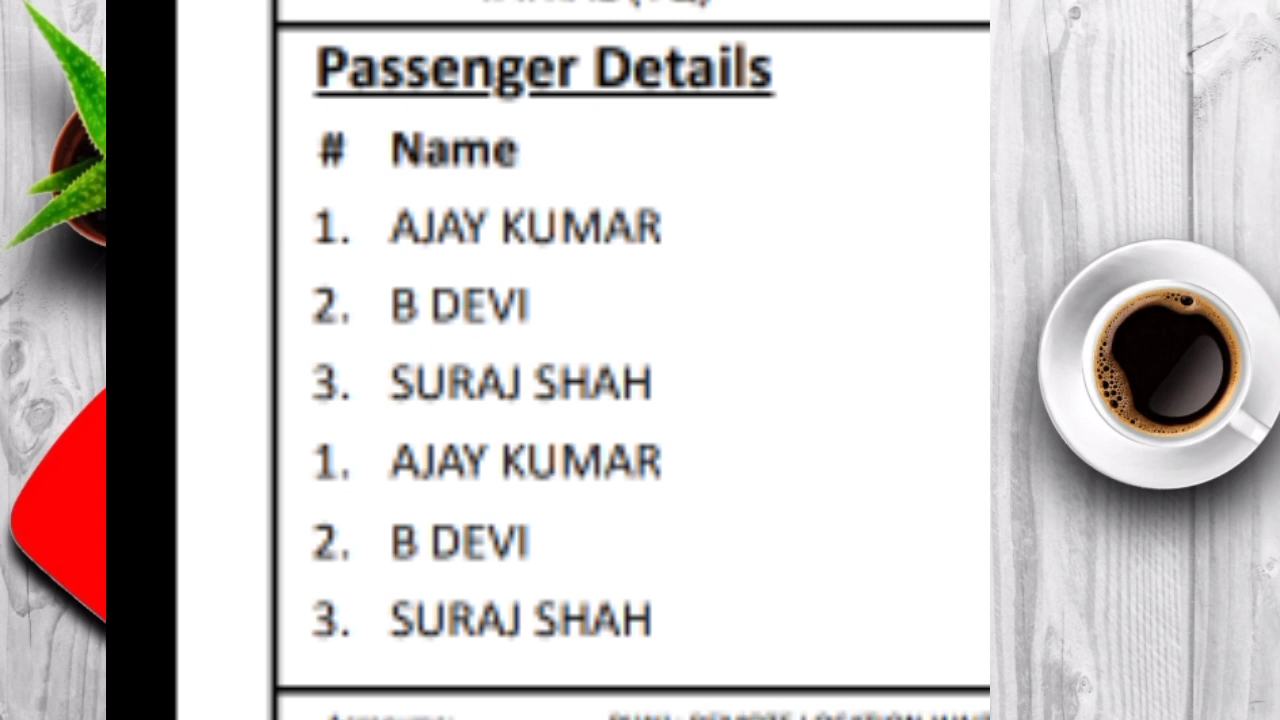 Passenger Details
# Name
1. AJAY KUMAR
2. B DEVI
3. SURAJ SHAH
1. AJAY KUMAR
2. B DEVI
3. SURAJ SHAH